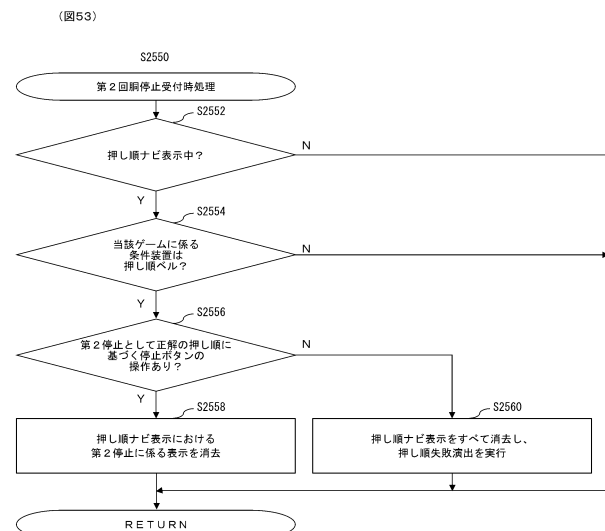 （図53）
S2550
第２回胴停止受付時処理
S2552
押し順ナビ表示中？
N
Y
S2554
当該ゲームに係る
条件装置は
押し順ベル？
N
Y
S2556
第２停止として正解の押し順に
基づく停止ボタンの
操作あり？
N
Y
S2558
押し順ナビ表示における
第２停止に係る表示を消去
S2560
押し順ナビ表示をすべて消去し、
押し順失敗演出を実行
ＲＥＴＵＲＮ